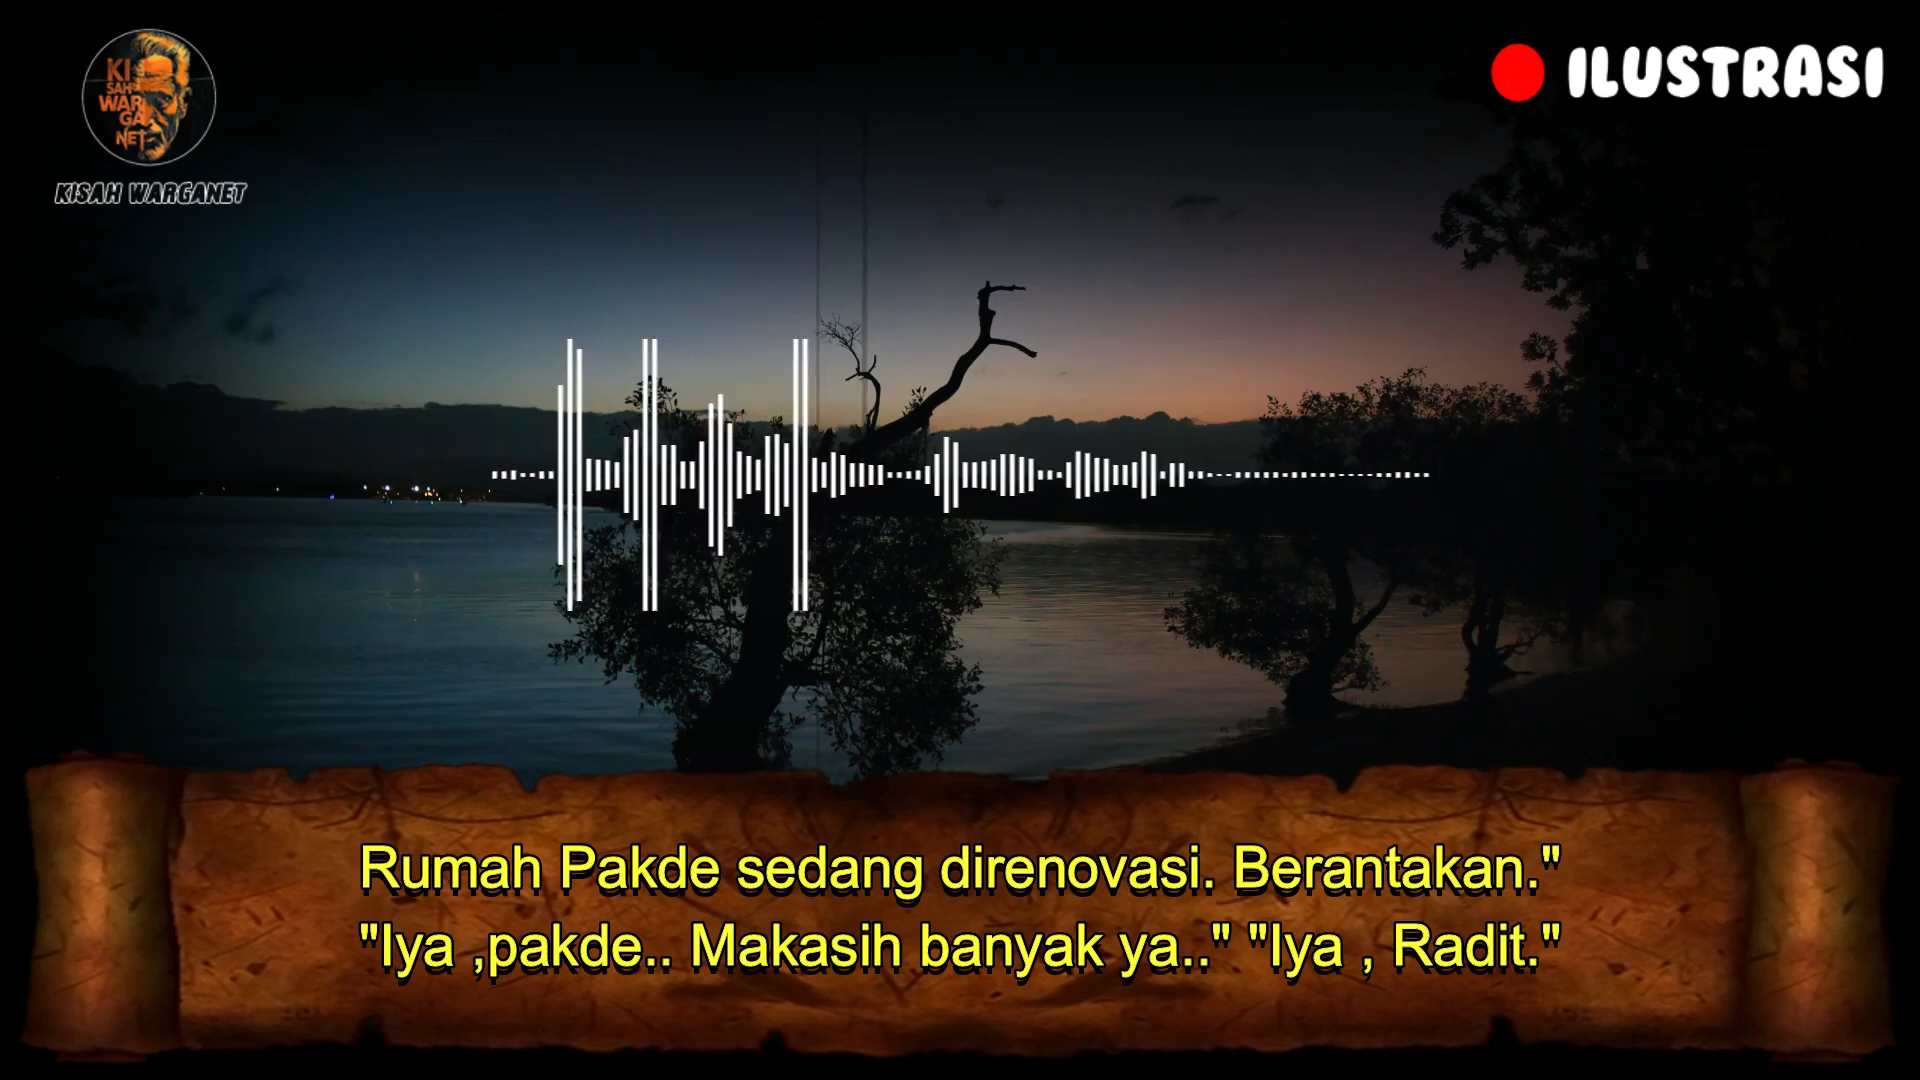 KI
SAH
WAR
GA
NET
KISAH WARGANET
ILUSTRASI
Rumah Pakde sedang direnovasi. Berantakan."
"Iya ,pakde.. Makasih banyak ya.." "Iya , Radit."